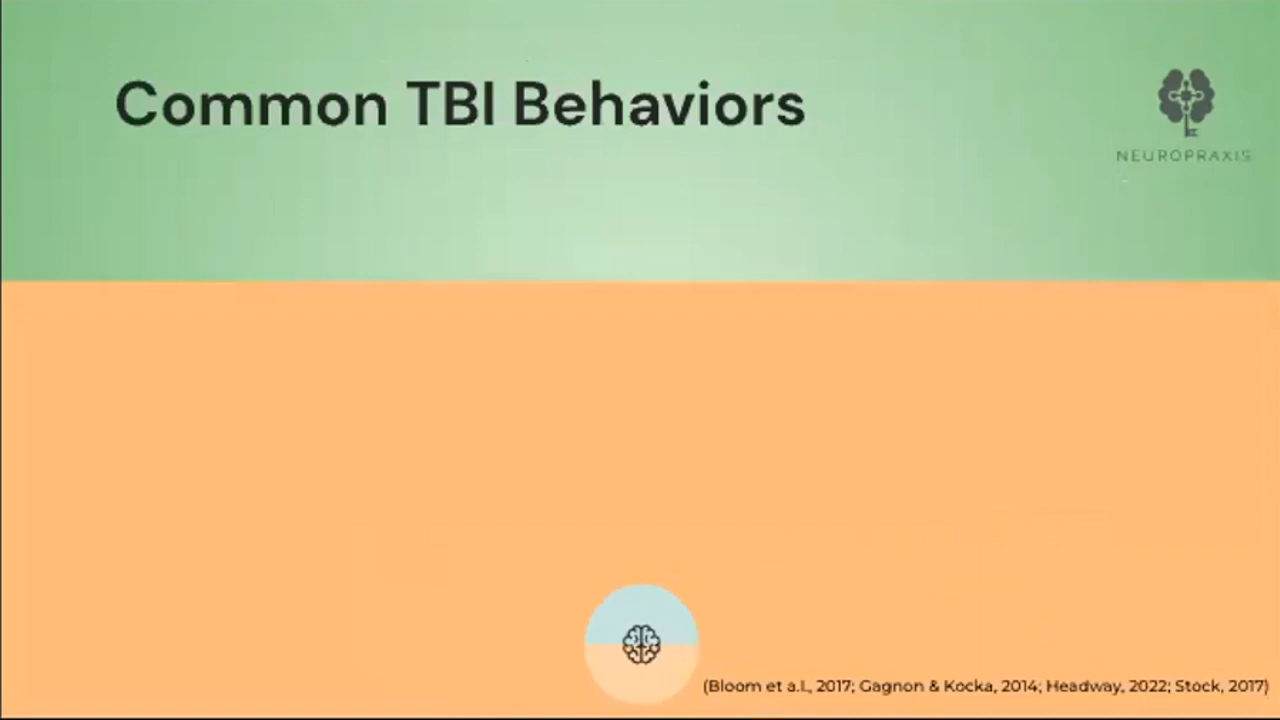 Common TBI Behaviors
NEUROPRAXIS
(Bloom et a.l., 2017; Gagnon & Kocka, 2014; Headway, 2022; Stock, 2017)